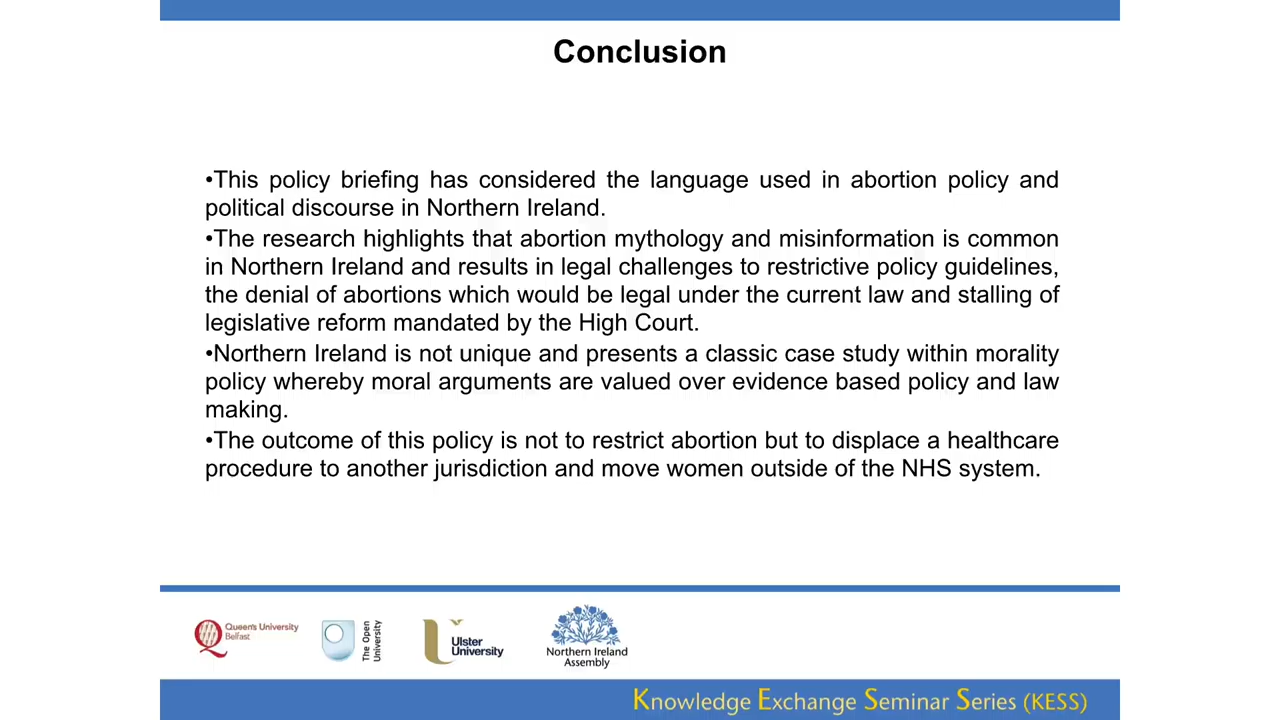 Conclusion
•This policy briefing has considered the language used in abortion policy and
political discourse in Northern Ireland.
•The research highlights that abortion mythology and misinformation is common
in Northern Ireland and results in legal challenges to restrictive policy guidelines,
the denial of abortions which would be legal under the current law and stalling of
legislative reform mandated by the High Court.
•Northern Ireland is not unique and presents a classic case study within morality
policy whereby moral arguments are valued over evidence based policy and law
making.
•The outcome of this policy is not to restrict abortion but to displace a healthcare
procedure to another jurisdiction and move women outside of the NHS system.
Queen's University
Belfast
The Open
University
Ulster
University
Northern Ireland
Assembly
Knowledge Exchange Seminar Series (KESS)